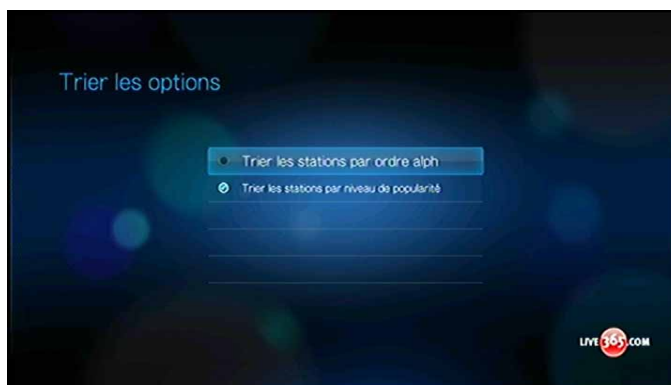 Trier les options
Trier les stations par ordre alph
Trier les stations par niveau de popularité
LIVE365.COM